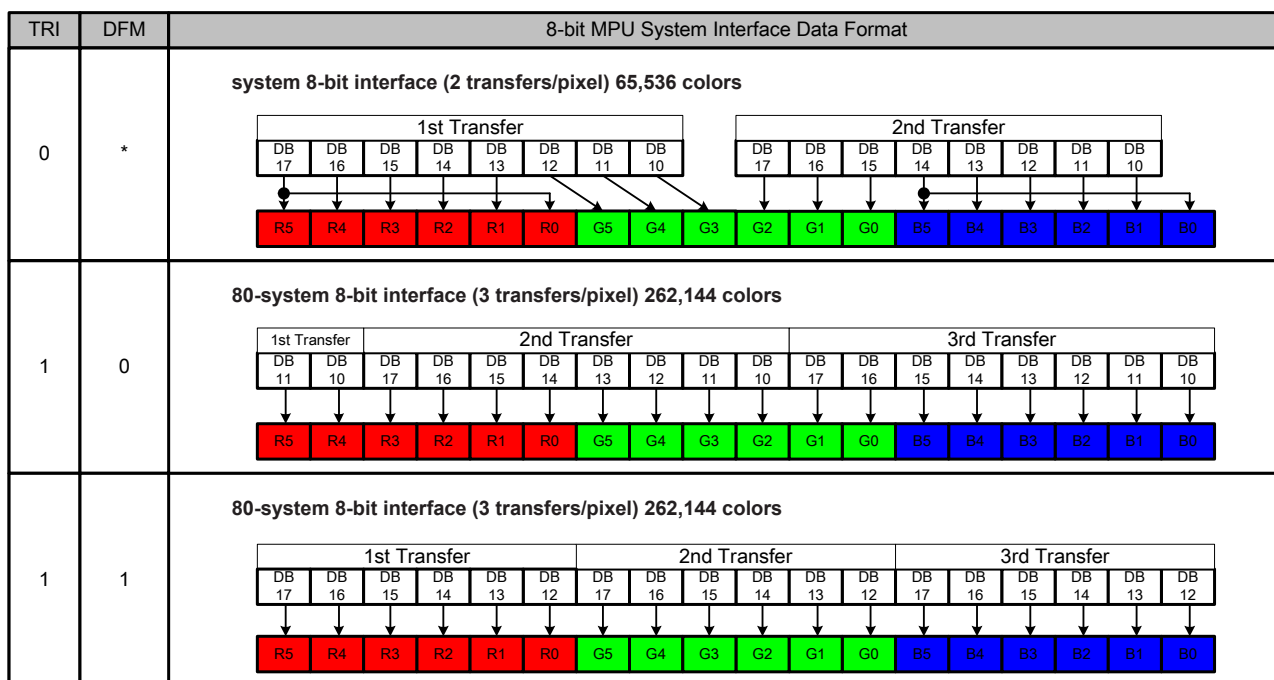 TRI DFM 8-bit MPU System Interface Data Format
system 8-bit interface (2 transfers/pixel) 65,536 colors
1st Transfer 2nd Transfer
DB DB DB DB DB DB DB DB DB DB DB DB DB DB DB DB
17 16 15 14 13 12 11 10 17 16 15 14 13 12 11 10
0 *
R5 R4 R3 R2 R1 R0 G5 G4 G3 G2 G1 G0 B5 B4 B3 B2 B1 B0
80-system 8-bit interface (3 transfers/pixel) 262,144 colors
1st Transfer 2nd Transfer 3rd Transfer
DB DB DB DB DB DB DB DB DB DB DB DB DB DB DB DB DB DB
11 10 17 16 15 14 13 12 11 10 17 16 15 14 13 12 11 10
1 0
R5 R4 R3 R2 R1 R0 G5 G4 G3 G2 G1 G0 B5 B4 B3 B2 B1 B0
80-system 8-bit interface (3 transfers/pixel) 262,144 colors
1st Transfer 2nd Transfer 3rd Transfer
DB DB DB DB DB DB DB DB DB DB DB DB DB DB DB DB DB DB
17 16 15 14 13 12 17 16 15 14 13 12 17 16 15 14 13 12
1 1
R5 R4 R3 R2 R1 R0 G5 G4 G3 G2 G1 G0 B5 B4 B3 B2 B1 B0